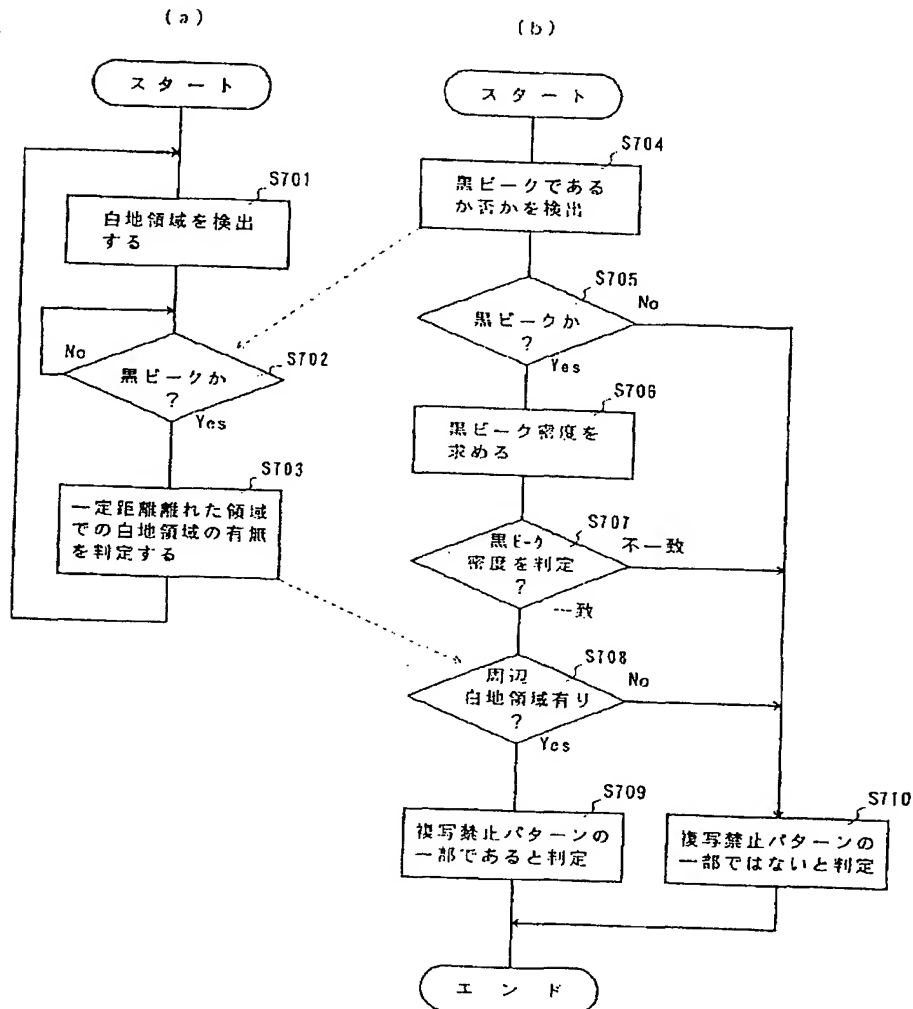 (a)
スタート
S701
白地領域を検出
する
No
黒ピークか
?
S702
Yes
S703
一定距離離れた領域
での白地領域の有無
を判定する
(b)
スタート
S704
黒ピークである
か否かを検出
S705
No
黒ピークか
?
Yes
S706
黒ピーク密度を
求める
S707
黒ピーク
密度を判定
?
不一致
一致
S708
周辺
白地領域有り
?
No
Yes
S709
複写禁止パターンの
一部であると判定
S710
複写禁止パターンの
一部ではないと判定
エンド